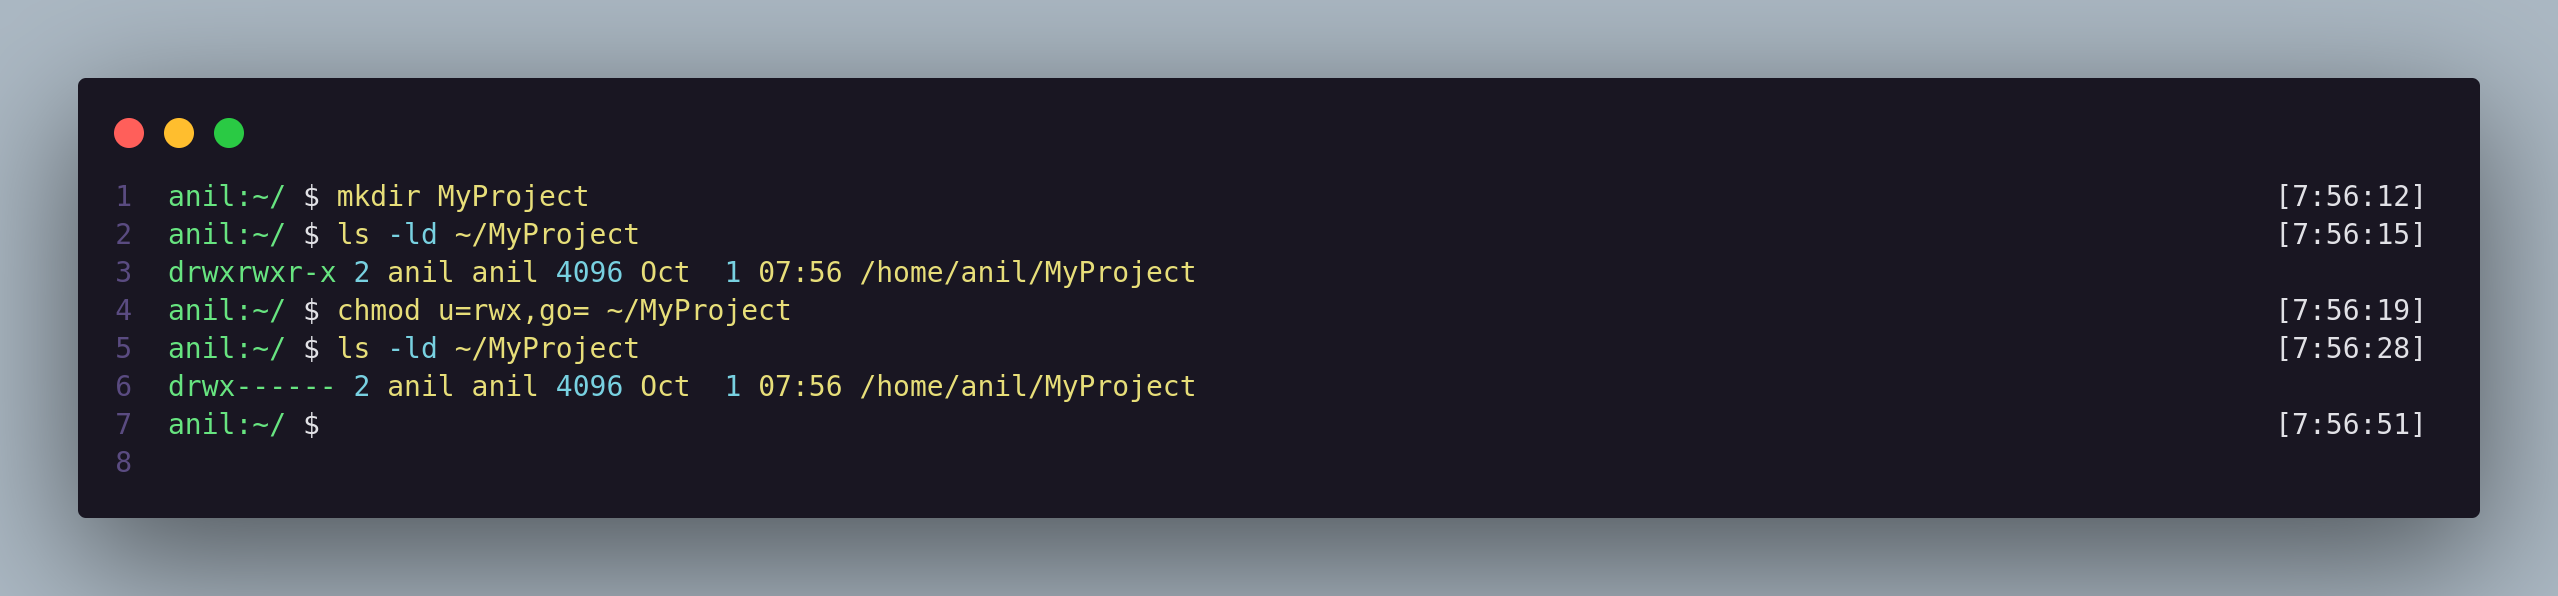 1 anil:~/ $ mkdir MyProject [7:56:12]
2 anil:~/ $ ls -ld ~/MyProject [7:56:15]
3 drwxrwxr-x 2 anil anil 4096 Oct  1 07:56 /home/anil/MyProject
4 anil:~/ $ chmod u=rwx,go= ~/MyProject [7:56:19]
5 anil:~/ $ ls -ld ~/MyProject [7:56:28]
6 drwx------ 2 anil anil 4096 Oct  1 07:56 /home/anil/MyProject
7 anil:~/ $ [7:56:51]
8